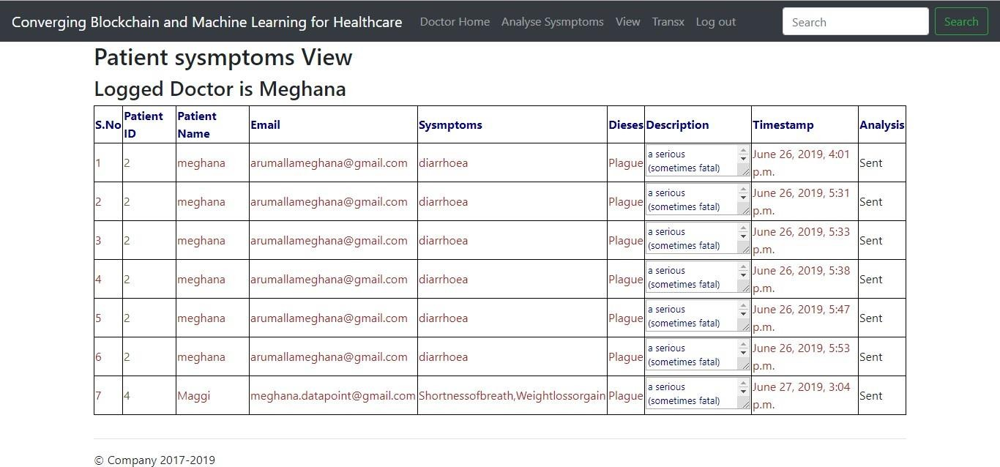 Converging Blockchain and Machine Learning for Healthcare Doctor Home Analyse Sysmptoms View Transx Log out Search Search
Patient sysmptoms View
Logged Doctor is Meghana
S.No Patient ID Patient Name Email Sysmptoms Dieses Description Timestamp Analysis
1 2 meghana arumallameghana@gmail.com diarrhoea Plague a serious (sometimes fatal) June 26, 2019, 4:01 p.m. Sent
2 2 meghana arumallameghana@gmail.com diarrhoea Plague a serious (sometimes fatal) June 26, 2019, 5:31 p.m. Sent
3 2 meghana arumallameghana@gmail.com diarrhoea Plague a serious (sometimes fatal) June 26, 2019, 5:33 p.m. Sent
4 2 meghana arumallameghana@gmail.com diarrhoea Plague a serious (sometimes fatal) June 26, 2019, 5:38 p.m. Sent
5 2 meghana arumallameghana@gmail.com diarrhoea Plague a serious (sometimes fatal) June 26, 2019, 5:47 p.m. Sent
6 2 meghana arumallameghana@gmail.com diarrhoea Plague a serious (sometimes fatal) June 26, 2019, 5:53 p.m. Sent
7 4 Maggi meghana.datapoint@gmail.com Shortnessofbreath,Weightlossorgain Plague a serious (sometimes fatal) June 27, 2019, 3:04 p.m. Sent
© Company 2017-2019